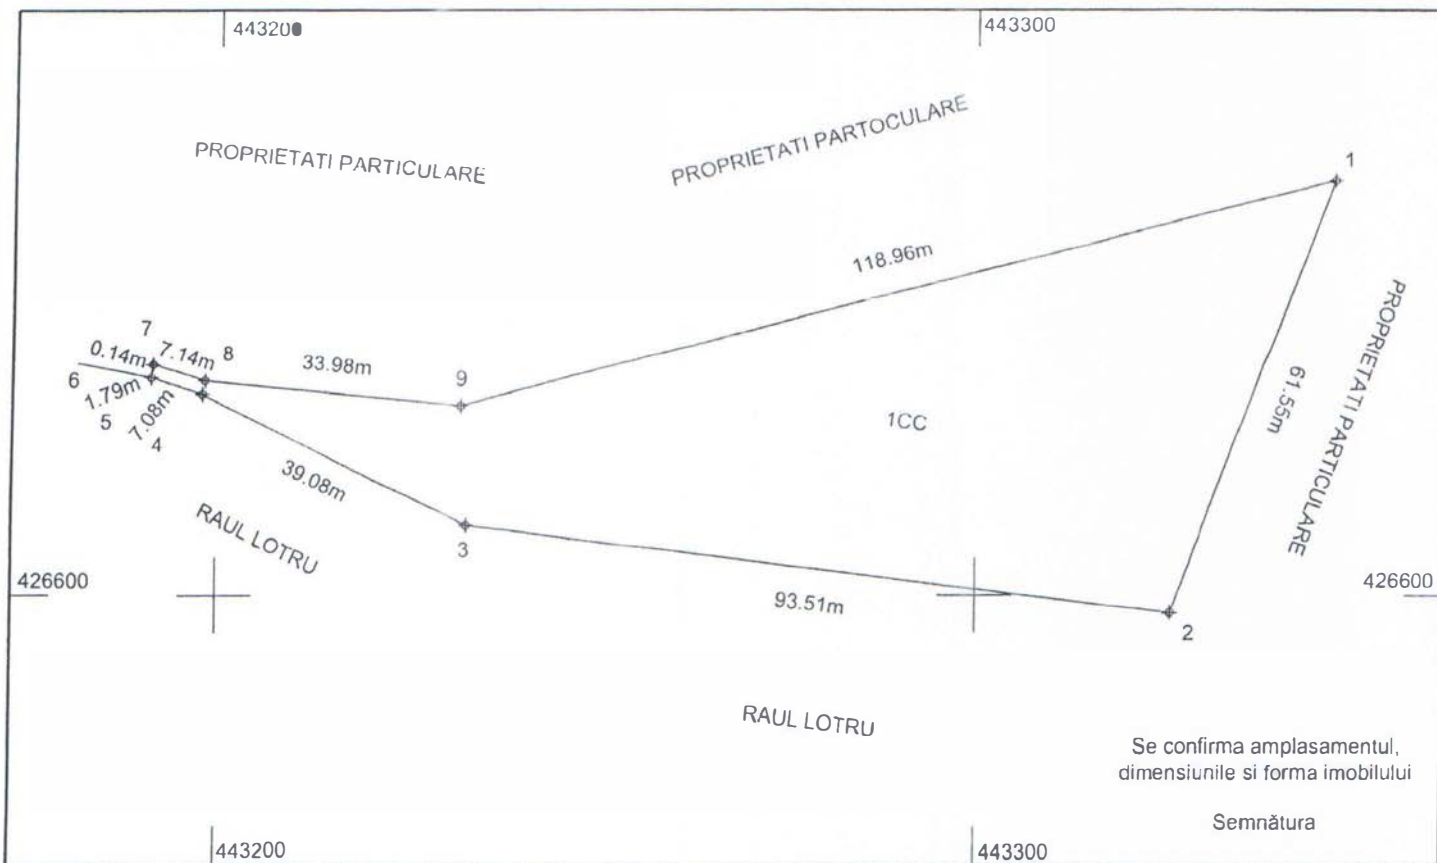 443200
443300
PROPRIETATI PARTICULARE
PROPRIETATI PARTOCULARE
1
118.96m
7
0.14m
7.14m
8
33.98m
9
6
1.79m
5
7.08m
4
39.08m
1CC
61.55m
PROPRIETATI PARTICULARE
RAUL LOTRU
3
426600
426600
93.51m
2
RAUL LOTRU
Se confirma amplasamentul,
dimensiunile si forma imobilului
Semnătura
443200
443300